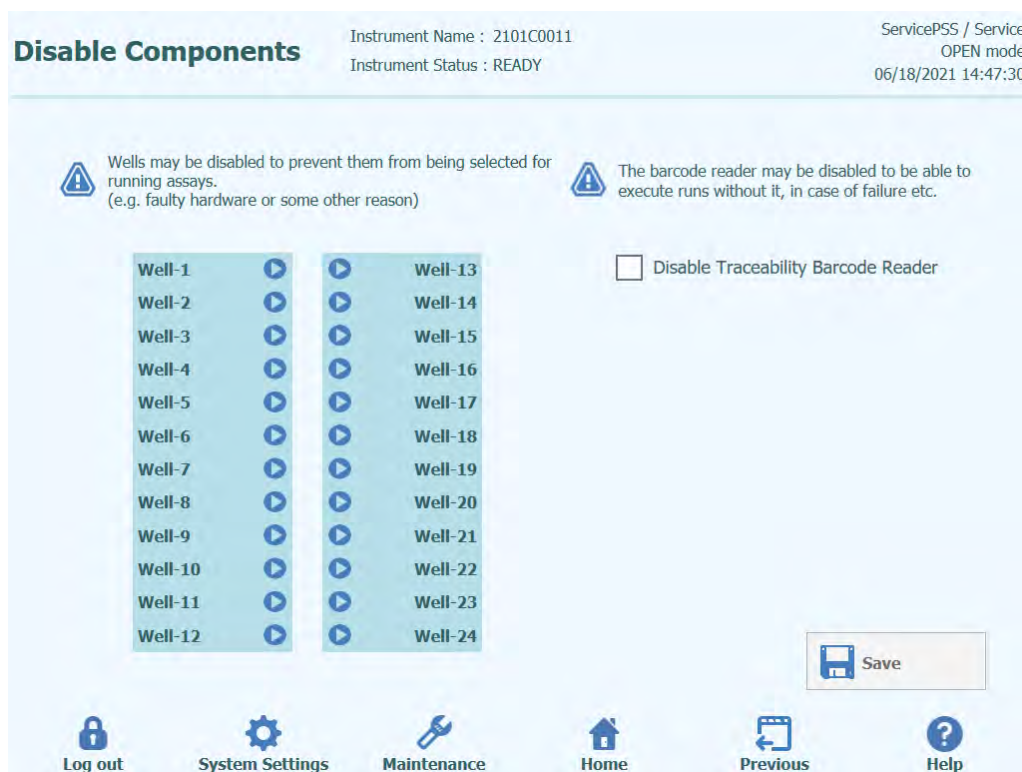 Disable Components
Instrument Name : 2101C0011
Instrument Status : READY
ServicePSS / Service
OPEN mode
06/18/2021 14:47:30
Wells may be disabled to prevent them from being selected for
running assays.
(e.g. faulty hardware or some other reason)
The barcode reader may be disabled to be able to
execute runs without it, in case of failure etc.
Well-1
Well-2
Well-3
Well-4
Well-5
Well-6
Well-7
Well-8
Well-9
Well-10
Well-11
Well-12
Well-13
Well-14
Well-15
Well-16
Well-17
Well-18
Well-19
Well-20
Well-21
Well-22
Well-23
Well-24
Disable Traceability Barcode Reader
Save
Log out
System Settings
Maintenance
Home
Previous
Help